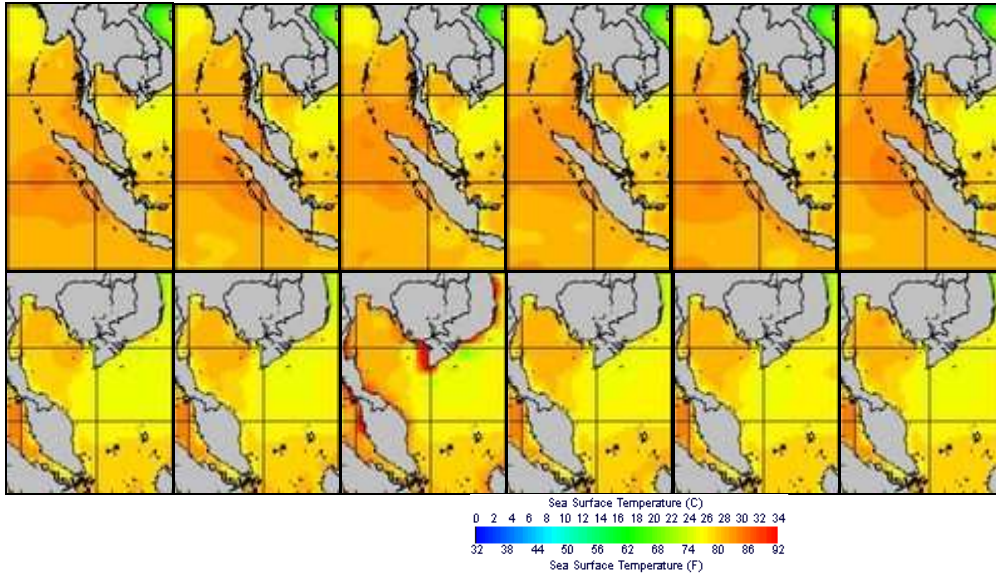 Sea Surface Temperature (C)
0 2 4 6 8 10 12 14 16 18 20 22 24 26 28 30 32 34
32 38 44 50 56 62 68 74 80 86 92
Sea Surface Temperature (F)